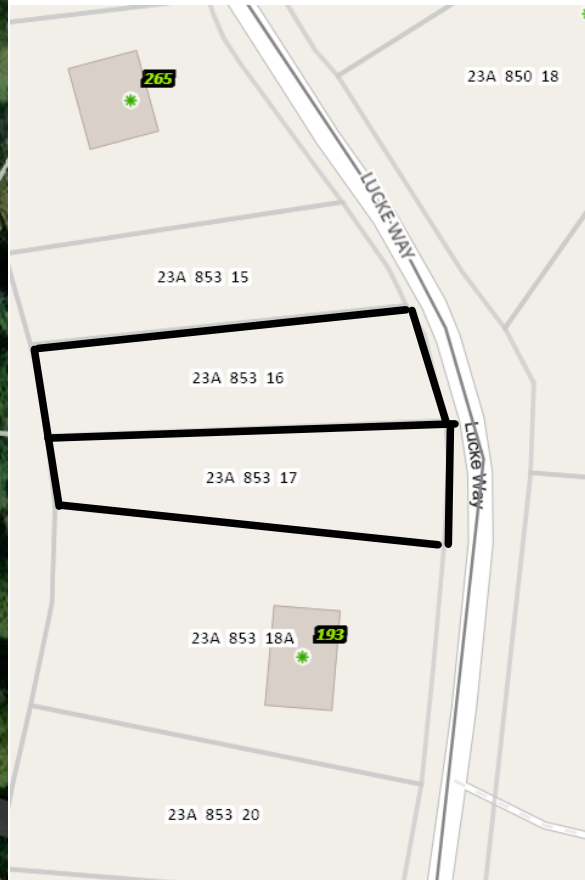 265
23A 850 18
LUCKE WAY
23A 853 15
23A 853 16
23A 853 17
Lucke Way
23A 853 18A
193
23A 853 20